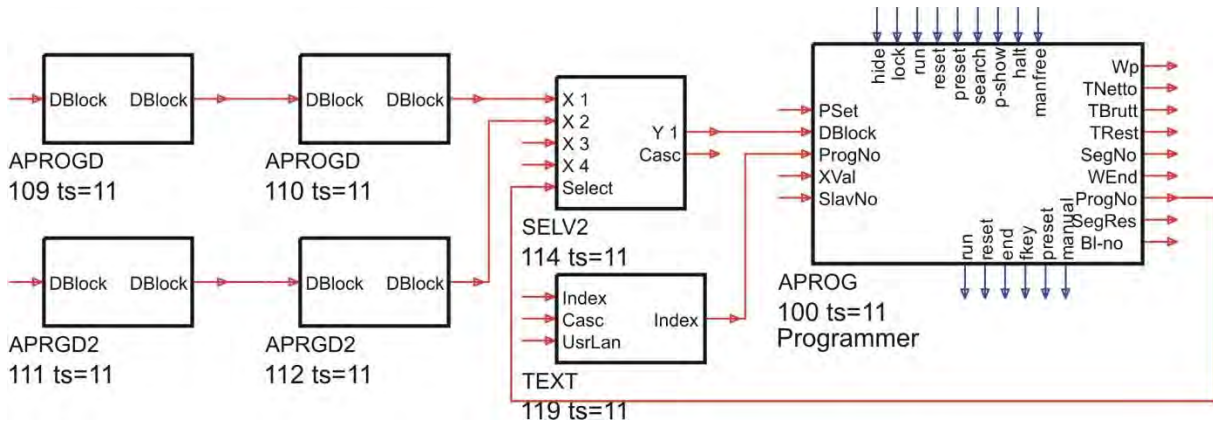 DBlock DBlock
APROGD
109 ts=11
DBlock DBlock
APROGD
110 ts=11
DBlock DBlock
APRGD2
111 ts=11
DBlock DBlock
APRGD2
112 ts=11
X 1
X 2
X 3
X 4
Select
Y 1
Casc
SELV2
114 ts=11
Index
Casc
UsrLan
Index
TEXT
119 ts=11
hide
lock
run
reset
preset
search
p-show
halt
manfree
PSet
DBlock
ProgNo
XVal
SlavNo
Wp
TNetto
TBrutt
TRest
SegNo
WEnd
ProgNo
SegRes
Bl-no
run
reset
end
fkey
preset
manual
APROG
100 ts=11
Programmer